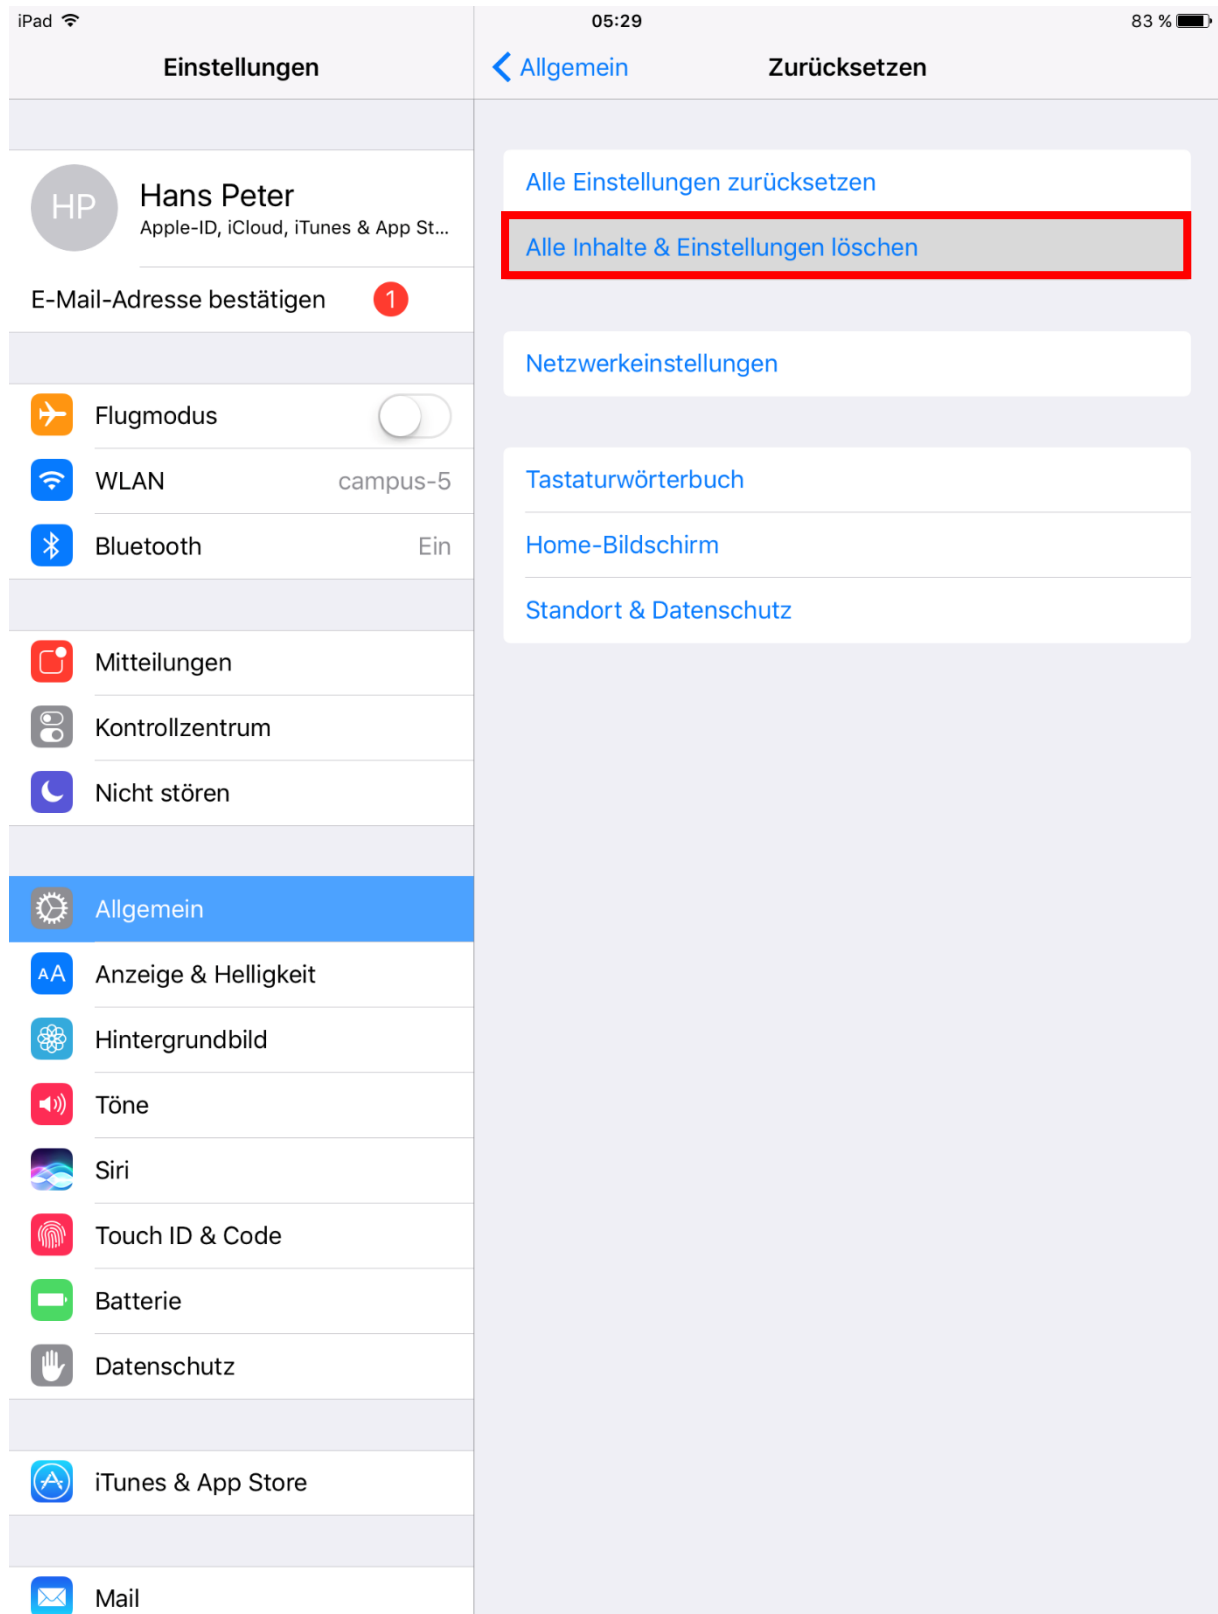 iPad
05:29
83 %
Einstellungen
Allgemein
Zurücksetzen
HP
Hans Peter
Apple-ID, iCloud, iTunes & App St...
E-Mail-Adresse bestätigen
1
Flugmodus
WLAN
campus-5
Bluetooth
Ein
Mitteilungen
Kontrollzentrum
Nicht stören
Allgemein
AA
Anzeige & Helligkeit
Hintergrundbild
Töne
Siri
Touch ID & Code
Batterie
Datenschutz
iTunes & App Store
Mail
Alle Einstellungen zurücksetzen
Alle Inhalte & Einstellungen löschen
Netzwerkeinstellungen
Tastaturwörterbuch
Home-Bildschirm
Standort & Datenschutz